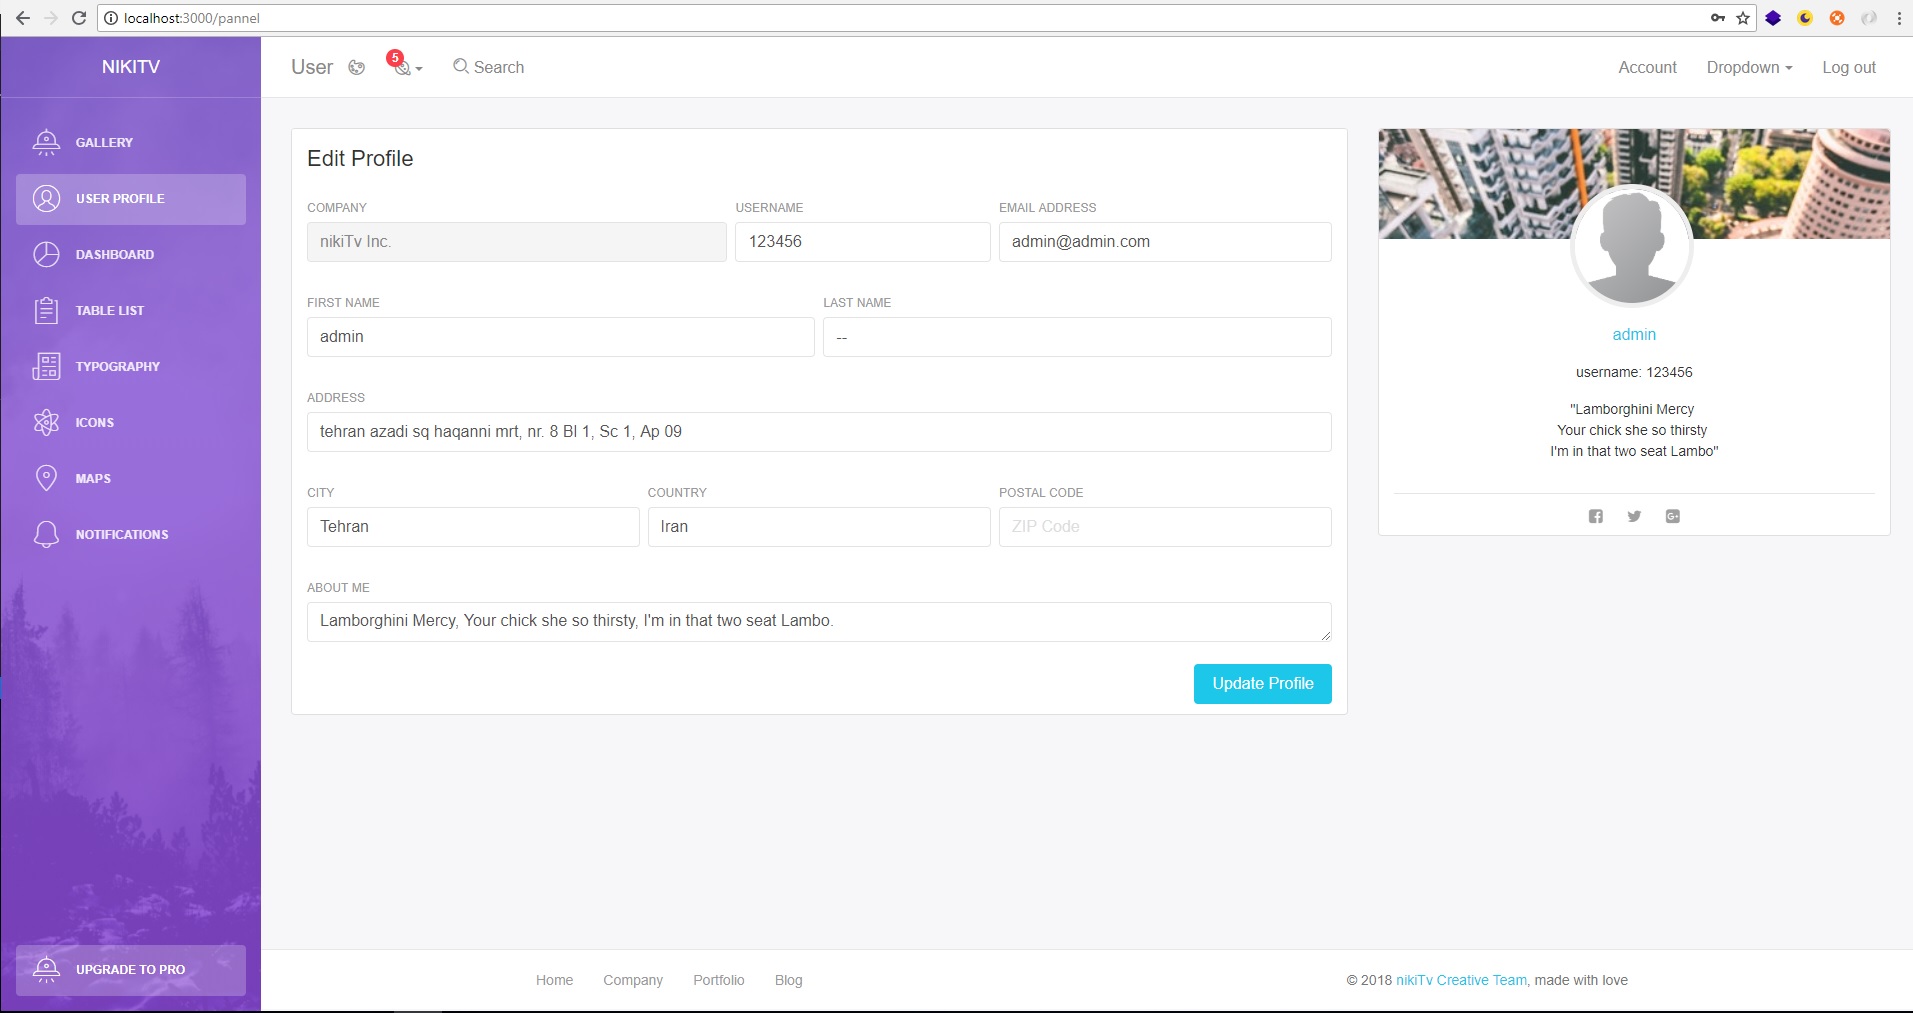 localhost:3000/pannel
NIKITV
User 5 Search Account Dropdown Log out
GALLERY
USER PROFILE
DASHBOARD
TABLE LIST
TYPOGRAPHY
ICONS
MAPS
NOTIFICATIONS
UPGRADE TO PRO
Edit Profile
COMPANY USERNAME EMAIL ADDRESS
nikiTv Inc. 123456 admin@admin.com
FIRST NAME LAST NAME
admin --
ADDRESS
tehran azadi sq haqanni mrt, nr. 8 Bl 1, Sc 1, Ap 09
CITY COUNTRY POSTAL CODE
Tehran Iran ZIP Code
ABOUT ME
Lamborghini Mercy, Your chick she so thirsty, I'm in that two seat Lambo.
Update Profile
admin
username: 123456
"Lamborghini Mercy
Your chick she so thirsty
I'm in that two seat Lambo"
G+
Home Company Portfolio Blog
© 2018 nikiTv Creative Team, made with love